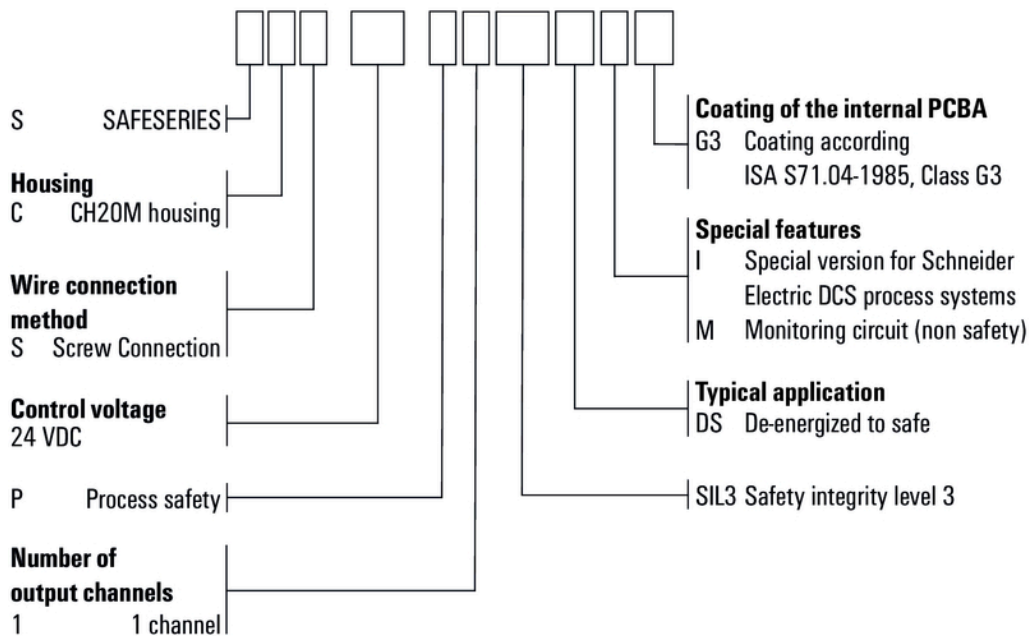 S SAFESERIES
Housing
C CH20M housing
Wire connection
method
S Screw Connection
Control voltage
24 VDC
P Process safety
Number of
output channels
1 1 channel
Coating of the internal PCBA
G3 Coating according
ISA S71.04-1985, Class G3
Special features
I Special version for Schneider
Electric DCS process systems
M Monitoring circuit (non safety)
Typical application
DS De-energized to safe
SIL3 Safety integrity level 3